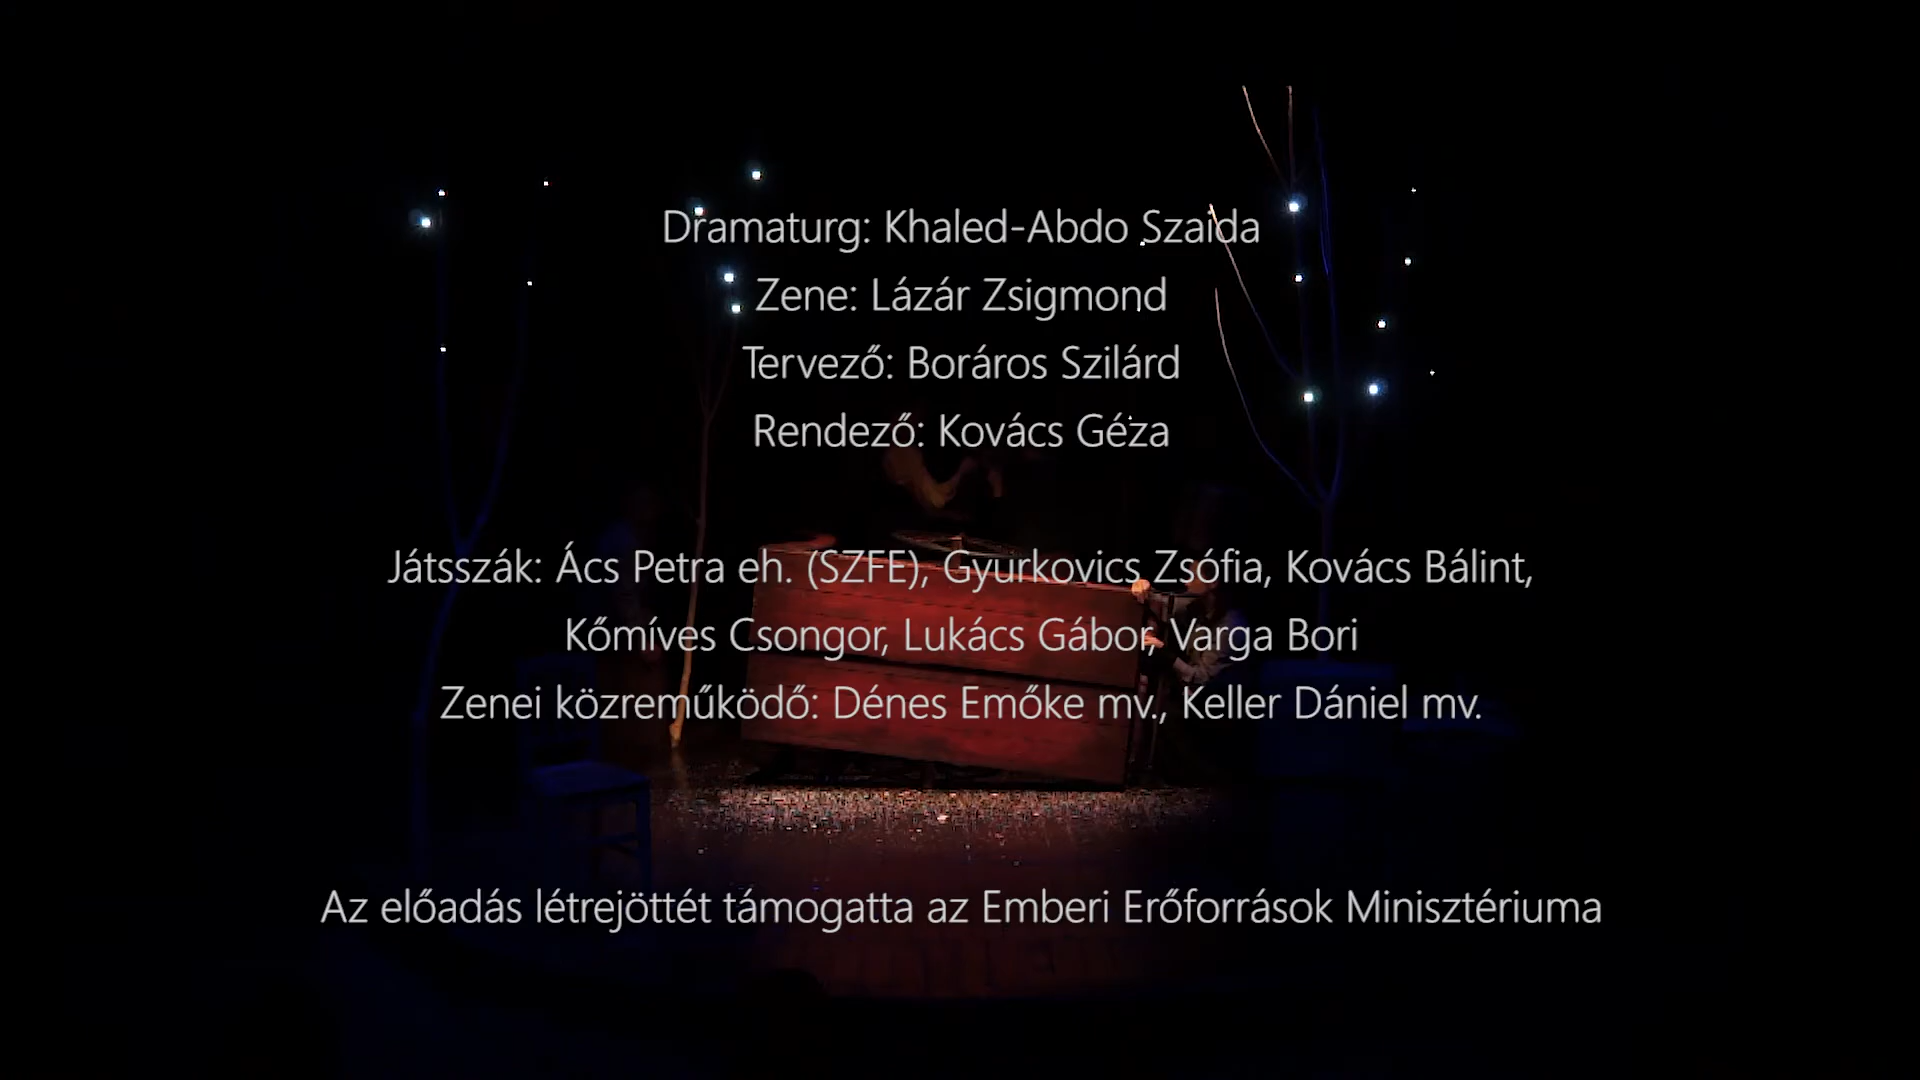 Dramaturg: Khaled-Abdo Szaida
Zene: Lázár Zsigmond
Tervező: Boráros Szilárd
Rendező: Kovács Géza
Játsszák: Ács Petra eh. (SZFE), Gyurkovics Zsófia, Kovács Bálint,
Kőmíves Csongor, Lukács Gábor, Varga Bori
Zenei közreműködő: Dénes Emőke mv., Keller Dániel mv.
Az előadás létrejöttét támogatta az Emberi Erőforrások Minisztériuma